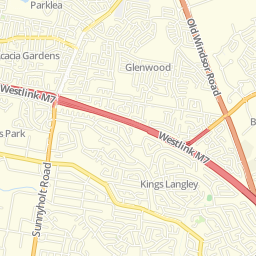 Parklea
Old Windsor Road
acacia Gardens
Glenwood
Westlink M7
Westlink M7
s Park
B
Kings Langley
Sunnyholt Road